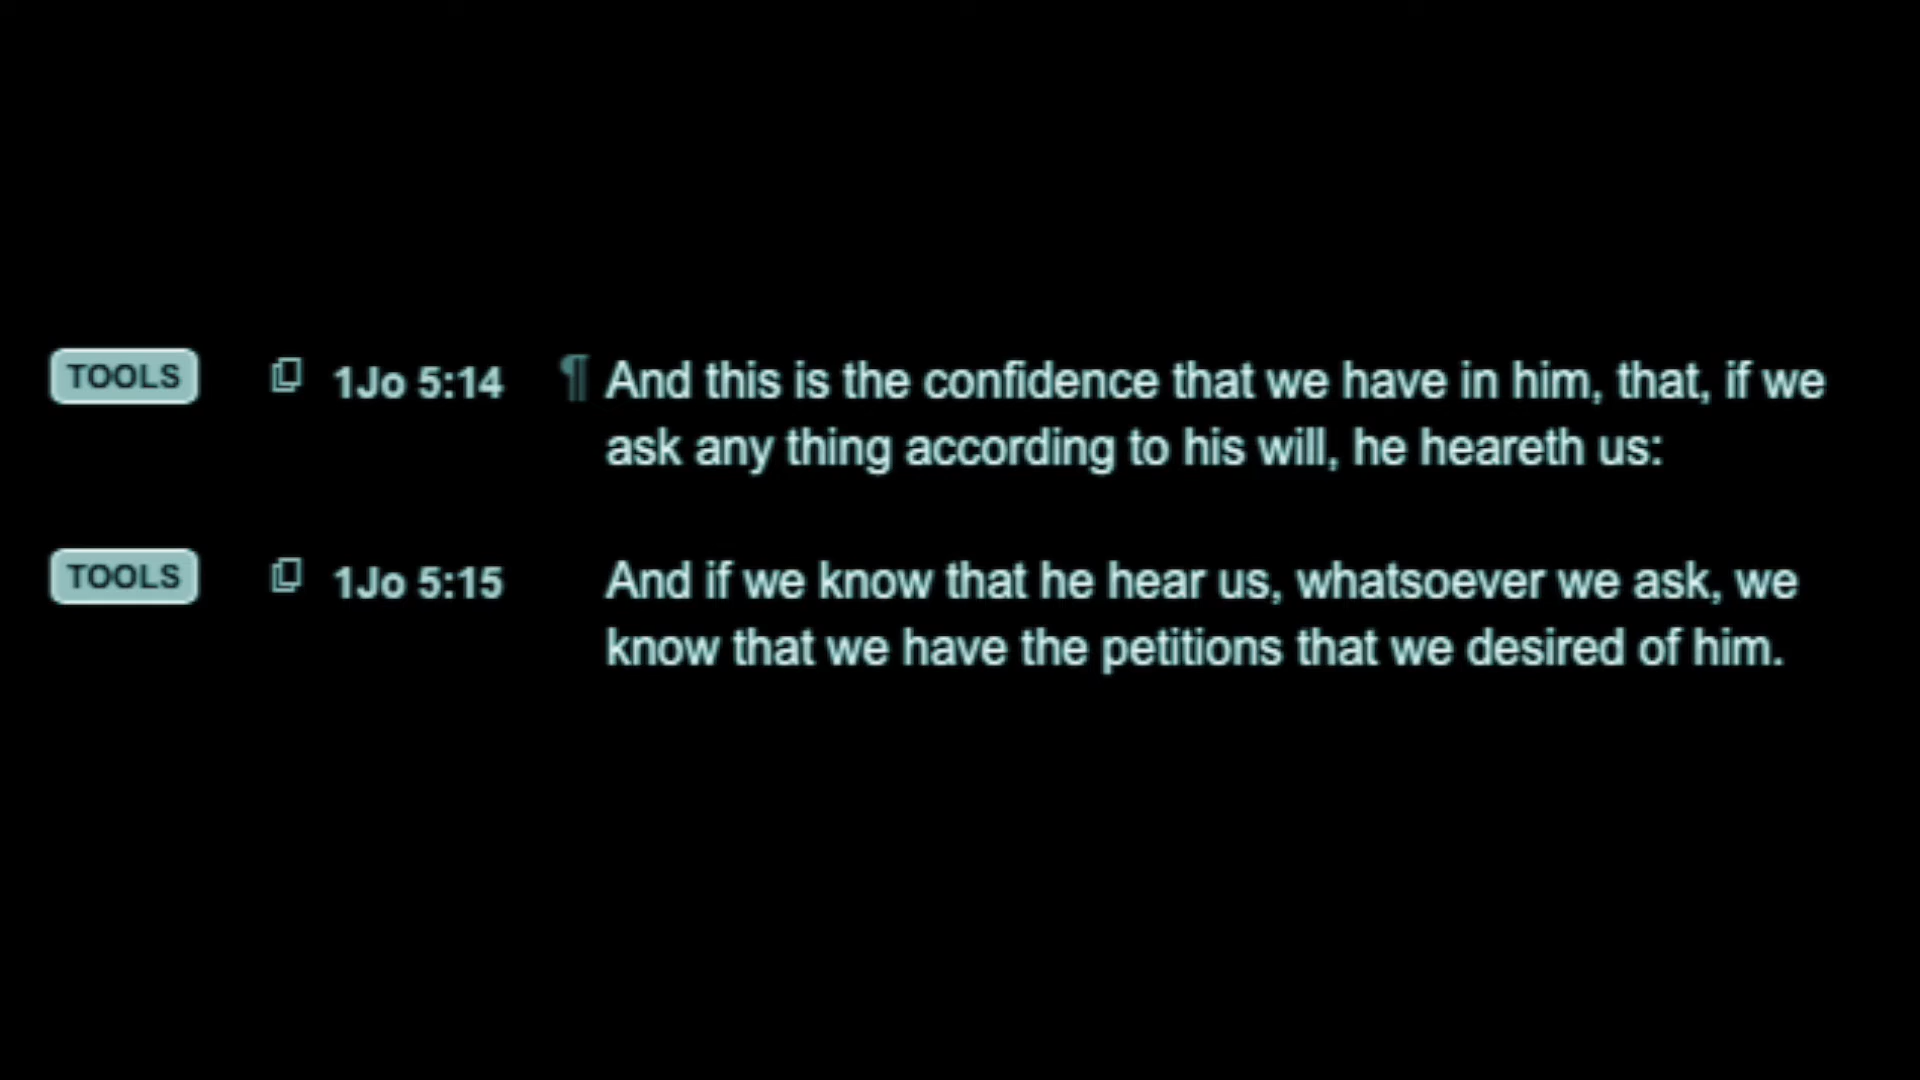 TOOLS 1Jo 5:14 ¶ And this is the confidence that we have in him, that, if we
ask any thing according to his will, he heareth us:
TOOLS 1Jo 5:15 And if we know that he hear us, whatsoever we ask, we
know that we have the petitions that we desired of him.